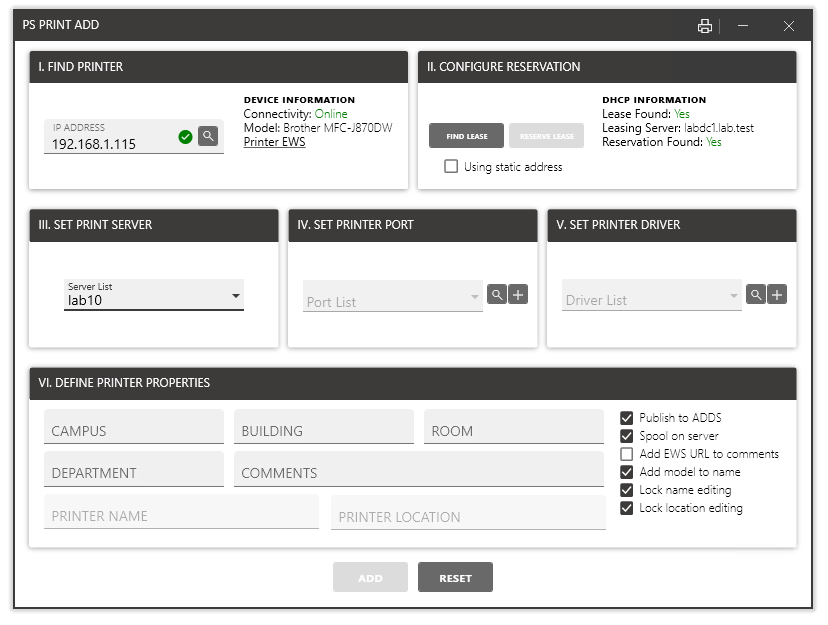 PS PRINT ADD
I. FIND PRINTER
IP ADDRESS
192.168.1.115
DEVICE INFORMATION
Connectivity: Online
Model: Brother MFC-J870DW
Printer EWS
II. CONFIGURE RESERVATION
FIND LEASE
RESERVE LEASE
Using static address
DHCP INFORMATION
Lease Found: Yes
Leasing Server: labdc1.lab.test
Reservation Found: Yes
III. SET PRINT SERVER
Server List
lab10
IV. SET PRINTER PORT
Port List
V. SET PRINTER DRIVER
Driver List
VI. DEFINE PRINTER PROPERTIES
CAMPUS
BUILDING
ROOM
DEPARTMENT
COMMENTS
PRINTER NAME
PRINTER LOCATION
Publish to ADDS
Spool on server
Add EWS URL to comments
Add model to name
Lock name editing
Lock location editing
ADD
RESET